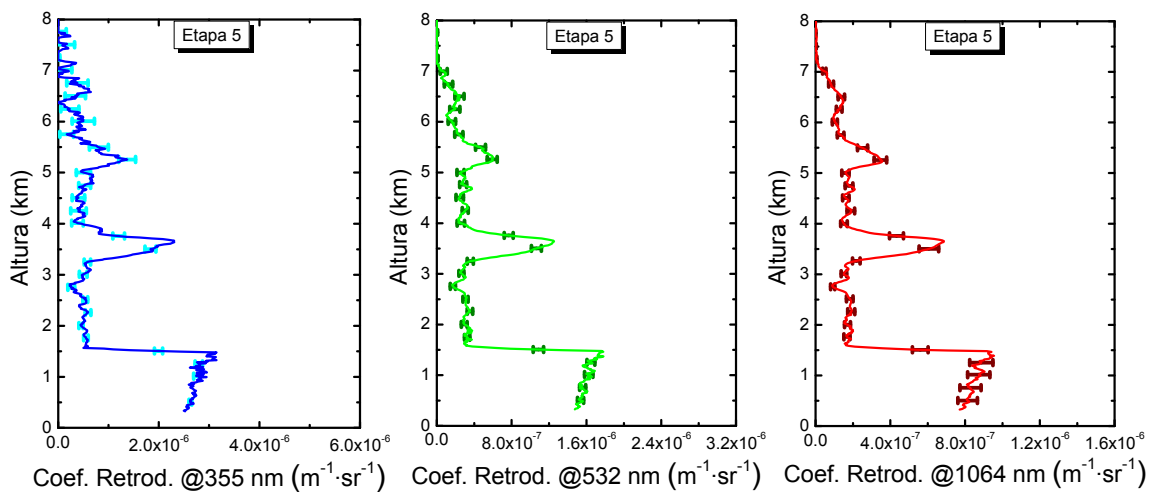 Etapa 5
8
7
6
5
4
3
2
1
0
Altura (km)
0.0 2.0x10⁻⁶ 4.0x10⁻⁶ 6.0x10⁻⁶
Coef. Retrod. @355 nm (m⁻¹·sr⁻¹)
Etapa 5
8
7
6
5
4
3
2
1
0
Altura (km)
0.0 8.0x10⁻⁷ 1.6x10⁻⁶ 2.4x10⁻⁶ 3.2x10⁻⁶
Coef. Retrod. @532 nm (m⁻¹·sr⁻¹)
Etapa 5
8
7
6
5
4
3
2
1
0
Altura (km)
0.0 4.0x10⁻⁷ 8.0x10⁻⁷ 1.2x10⁻⁶ 1.6x10⁻⁶
Coef. Retrod. @1064 nm (m⁻¹·sr⁻¹)